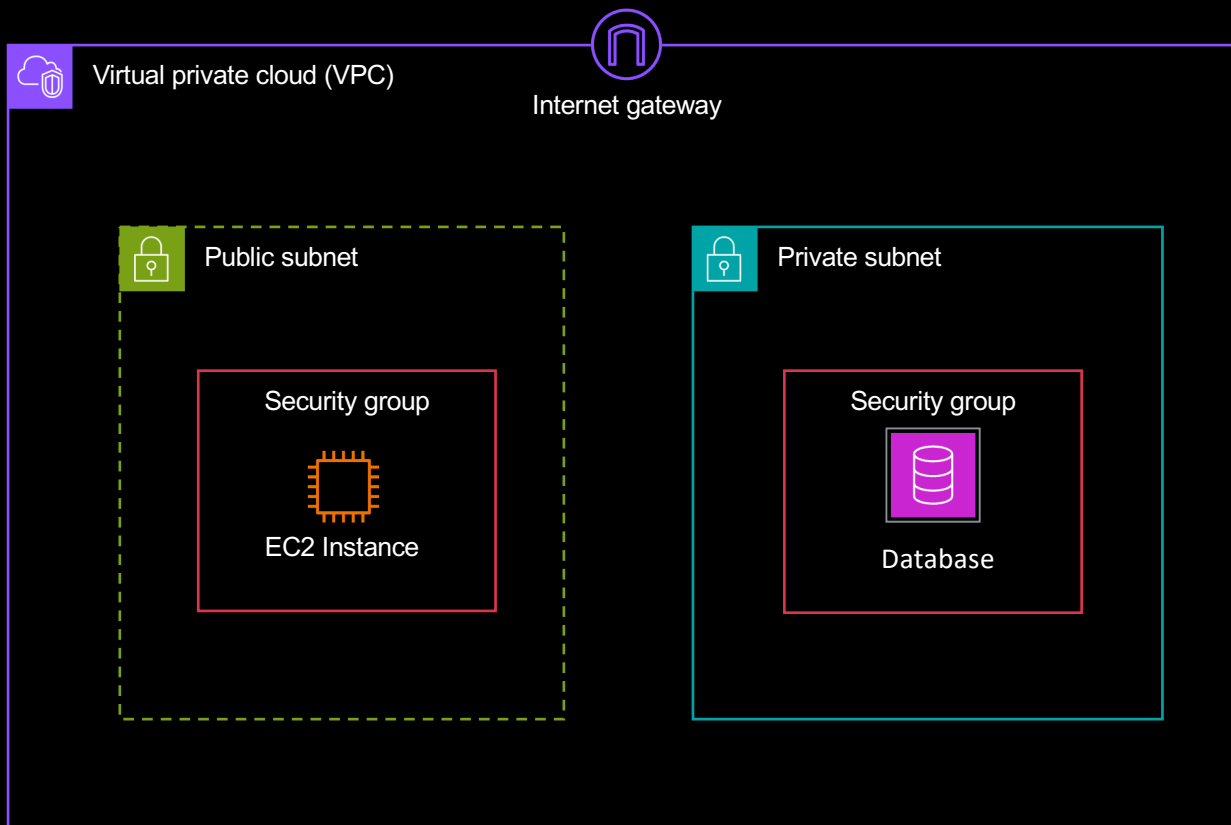 Virtual private cloud (VPC)
Internet gateway
Public subnet
Private subnet
Security group
EC2 Instance
Security group
Database